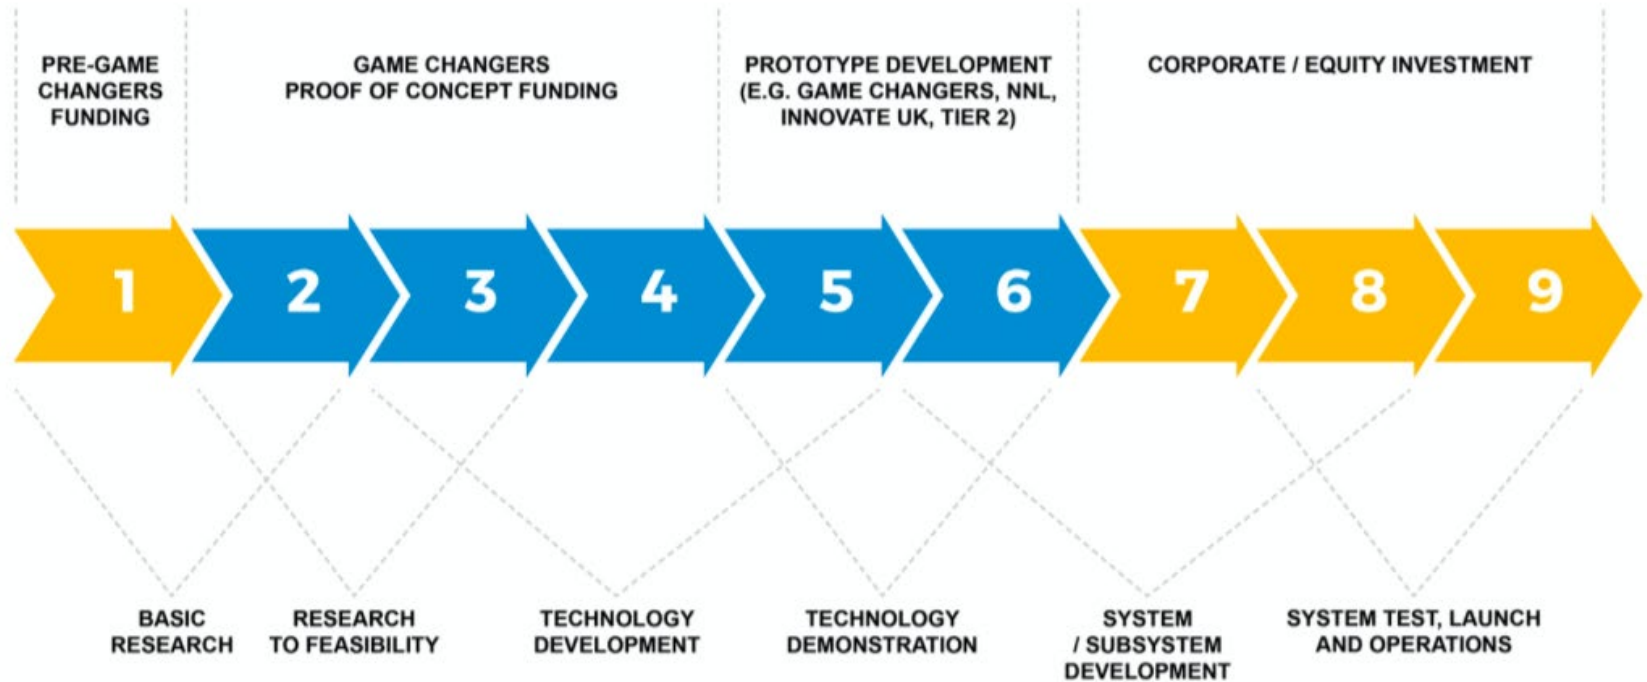 PRE-GAME
CHANGERS
FUNDING
GAME CHANGERS
PROOF OF CONCEPT FUNDING
PROTOTYPE DEVELOPMENT
(E.G. GAME CHANGERS, NNL,
INNOVATE UK, TIER 2)
CORPORATE / EQUITY INVESTMENT
1
2
3
4
5
6
7
8
9
BASIC
RESEARCH
RESEARCH
TO FEASIBILITY
TECHNOLOGY
DEVELOPMENT
TECHNOLOGY
DEMONSTRATION
SYSTEM
/ SUBSYSTEM
DEVELOPMENT
SYSTEM TEST, LAUNCH
AND OPERATIONS